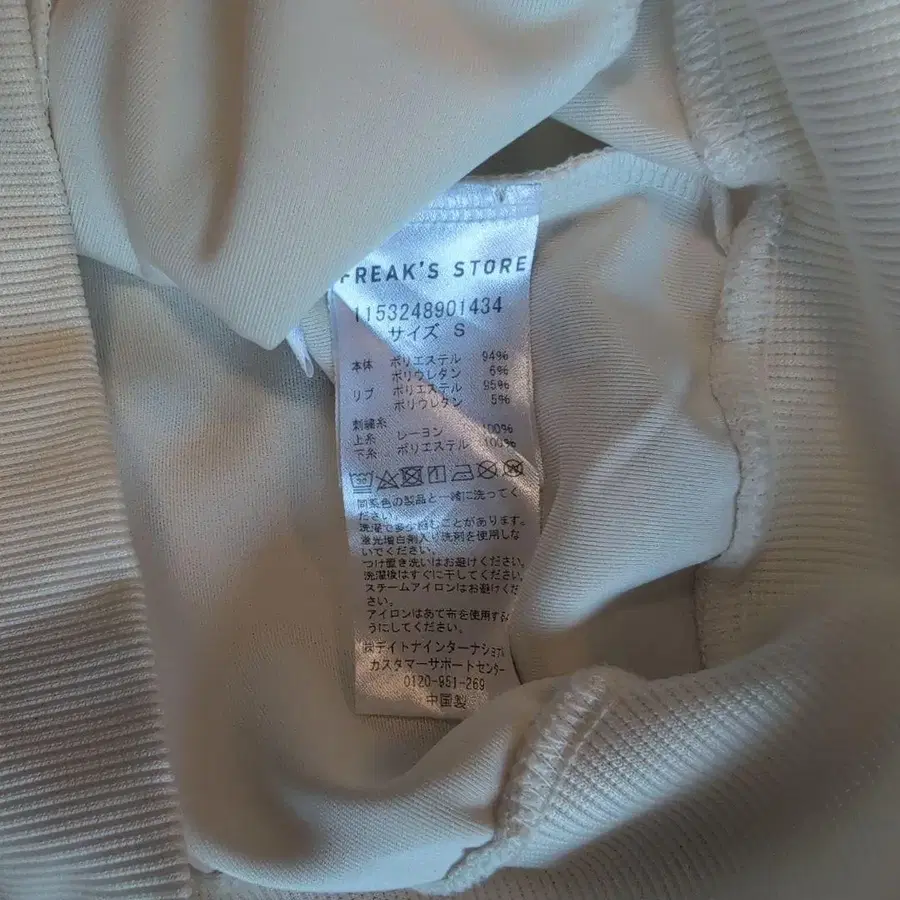 FREAK'S STORE
1153248901434
サイズ S
本体 ポリエステル 94%
ポリウレタン 6%
リブ ポリエステル 95%
ポリウレタン 5%
刺繍糸
上糸 レーヨン 100%
下糸 ポリエステル 100%
同系色の製品と一緒に洗ってく
ださい。
洗濯で多少縮むことがあります。
蛍光増白剤入り洗剤を使用しな
いでください。
つけ置き洗いはお避けください。
洗濯後はすぐに干してください。
スチームアイロンはお避けくだ
さい。
アイロンはあて布を使用するよ
うにしてください。
㈱デイトナインターナショナル
カスタマーサポートセンター
0120-951-269
中国製